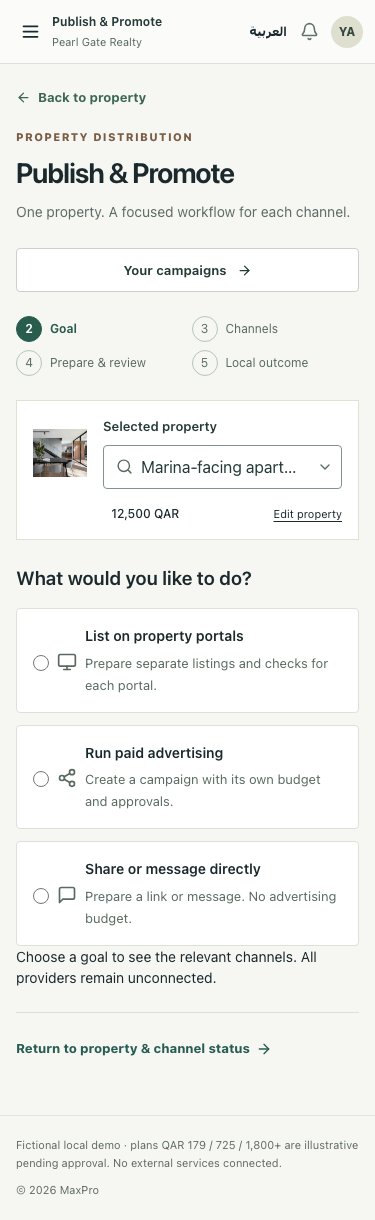 Publish & Promote
Pearl Gate Realty
العربية
YA
Back to property
PROPERTY DISTRIBUTION
Publish & Promote
One property. A focused workflow for each channel.
Your campaigns
2 Goal
3 Channels
4 Prepare & review
5 Local outcome
Selected property
Marina-facing apart...
12,500 QAR
Edit property
What would you like to do?
List on property portals
Prepare separate listings and checks for
each portal.
Run paid advertising
Create a campaign with its own budget
and approvals.
Share or message directly
Prepare a link or message. No advertising
budget.
Choose a goal to see the relevant channels. All
providers remain unconnected.
Return to property & channel status
Fictional local demo · plans QAR 179 / 725 / 1,800+ are illustrative
pending approval. No external services connected.
© 2026 MaxPro